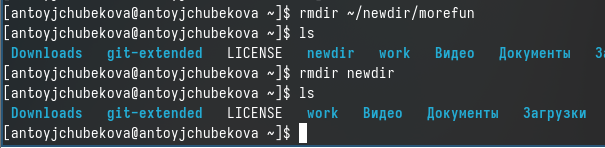 [antoyjchubekova@antoyjchubekova ~]$ rmdir ~/newdir/morefun
[antoyjchubekova@antoyjchubekova ~]$ ls
Downloads git-extended LICENSE newdir work Видео Документы За
[antoyjchubekova@antoyjchubekova ~]$ rmdir newdir
[antoyjchubekova@antoyjchubekova ~]$ ls
Downloads git-extended LICENSE work Видео Документы Загрузки
[antoyjchubekova@antoyjchubekova ~]$